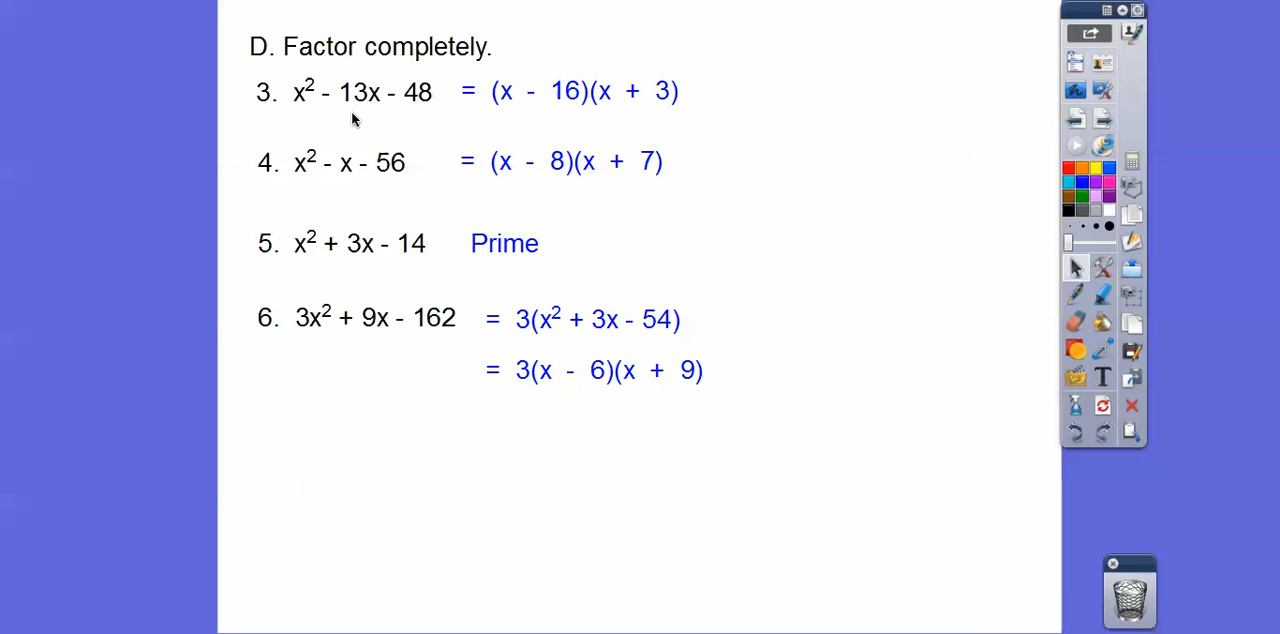 D. Factor completely.
3. x² - 13x - 48 = (x - 16)(x + 3)
4. x² - x - 56 = (x - 8)(x + 7)
5. x² + 3x - 14 Prime
6. 3x² + 9x - 162 = 3(x² + 3x - 54)
= 3(x - 6)(x + 9)